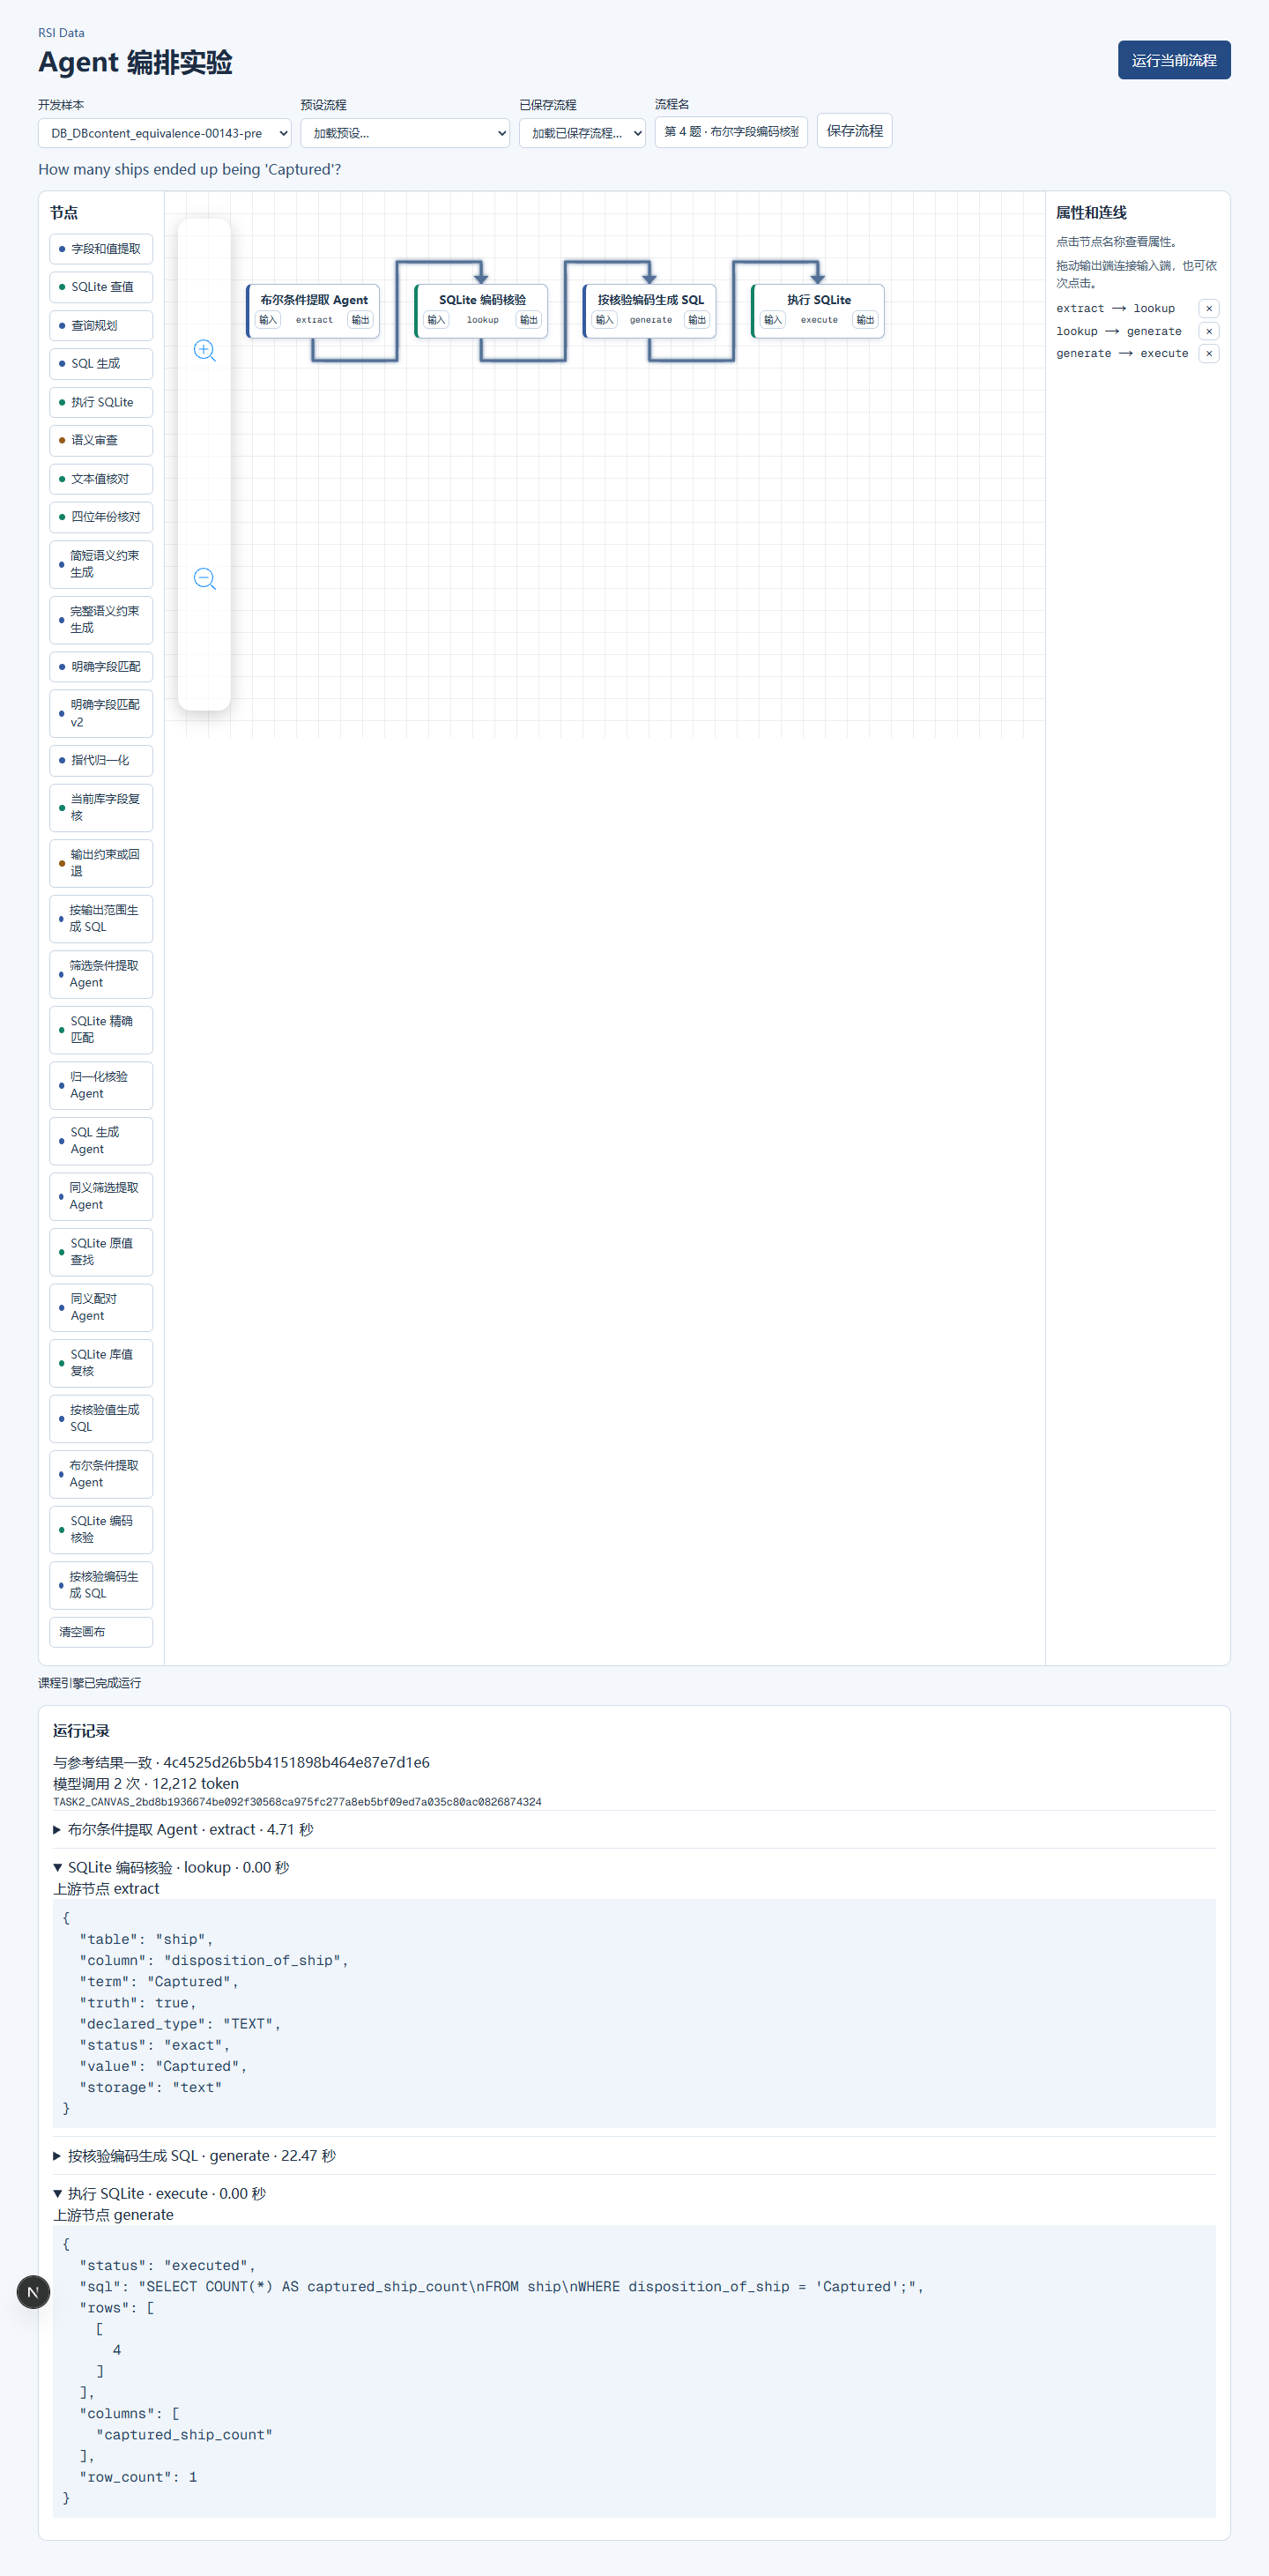 RSI Data
Agent 编排实验
运行当前流程
开发样本
预设流程
已保存流程
流程名
DB_DBcontent_equivalence-00143-pre
加载预设...
加载已保存流程...
第 4 题 · 布尔字段编码核验
保存流程
How many ships ended up being 'Captured'?
节点
字段和值提取
SQLite 查值
查询规划
SQL 生成
执行 SQLite
语义审查
文本值核对
四位年份核对
简短语义约束
生成
完整语义约束
生成
明确字段匹配
明确字段匹配
v2
指代归一化
当前库字段复
核
输出约束或回
退
按输出范围生
成 SQL
筛选条件提取
Agent
SQLite 精确
匹配
归一化核验
Agent
SQL 生成
Agent
同义筛选提取
Agent
SQLite 原值
查找
同义配对
Agent
SQLite 库值
复核
按核验值生成
SQL
布尔条件提取
Agent
SQLite 编码
核验
按核验编码生
成 SQL
清空画布
布尔条件提取 Agent
输入 extract 输出
SQLite 编码核验
输入 lookup 输出
按核验编码生成 SQL
输入 generate 输出
执行 SQLite
输入 execute 输出
属性和连线
点击节点名称查看属性。
拖动输出端连接输入端，也可依
次点击。
extract → lookup ×
lookup → generate ×
generate → execute ×
课程引擎已完成运行
运行记录
与参考结果一致 · 4c4525d26b5b4151898b464e87e7d1e6
模型调用 2 次 · 12,212 token
TASK2_CANVAS_2bd8b1936674be092f30568ca975fc277a8eb5bf09ed7a035c80ac0826874324
▶ 布尔条件提取 Agent · extract · 4.71 秒
▼ SQLite 编码核验 · lookup · 0.00 秒
上游节点 extract
{
"table": "ship",
"column": "disposition_of_ship",
"term": "Captured",
"truth": true,
"declared_type": "TEXT",
"status": "exact",
"value": "Captured",
"storage": "text"
}
▶ 按核验编码生成 SQL · generate · 22.47 秒
▼ 执行 SQLite · execute · 0.00 秒
上游节点 generate
{
"status": "executed",
"sql": "SELECT COUNT(*) AS captured_ship_count\nFROM ship\nWHERE disposition_of_ship = 'Captured';",
"rows": [
[
4
]
],
"columns": [
"captured_ship_count"
],
"row_count": 1
}
N